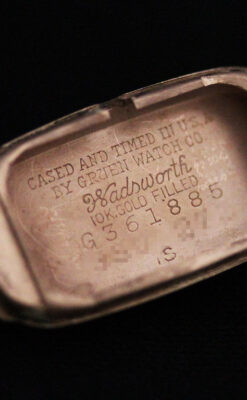 CASED AND TIMED IN U.S.A.
BY GRUEN WATCH CO
Wadsworth
10K. GOLD FILLED
G361885
S